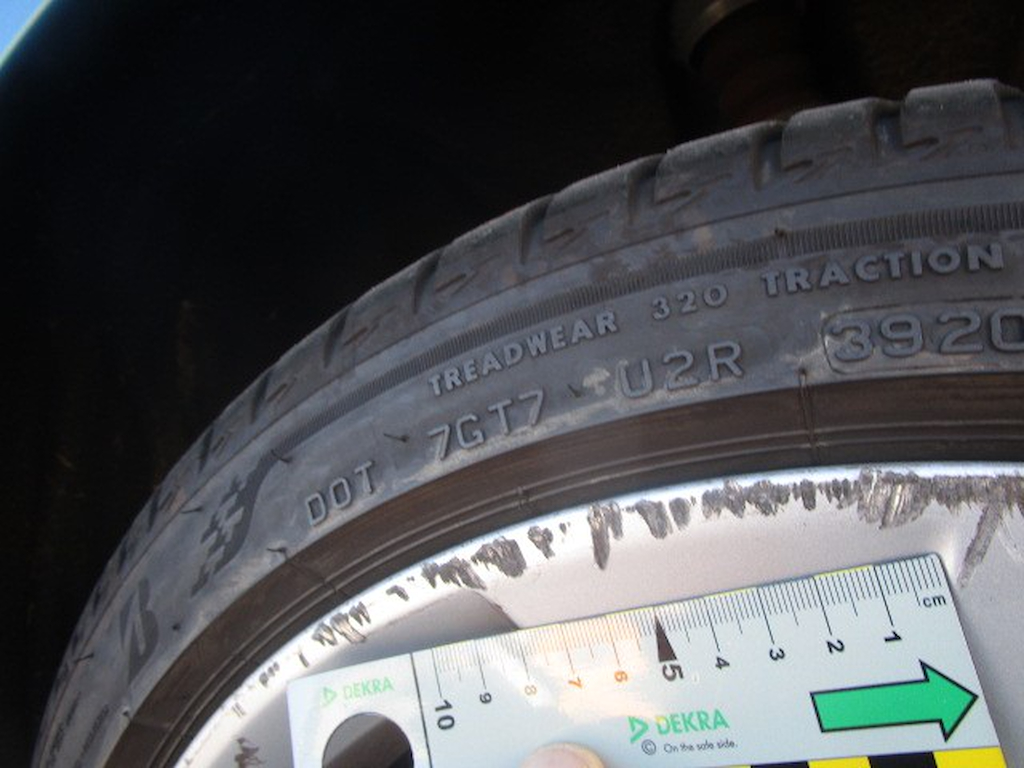 TREADWEAR 320 TRACTION
DOT 7GT7 U2R 3920
B
DEKRA
10 9 8 7 6 5 4 3 2 1 cm
DEKRA
© On the safe side.